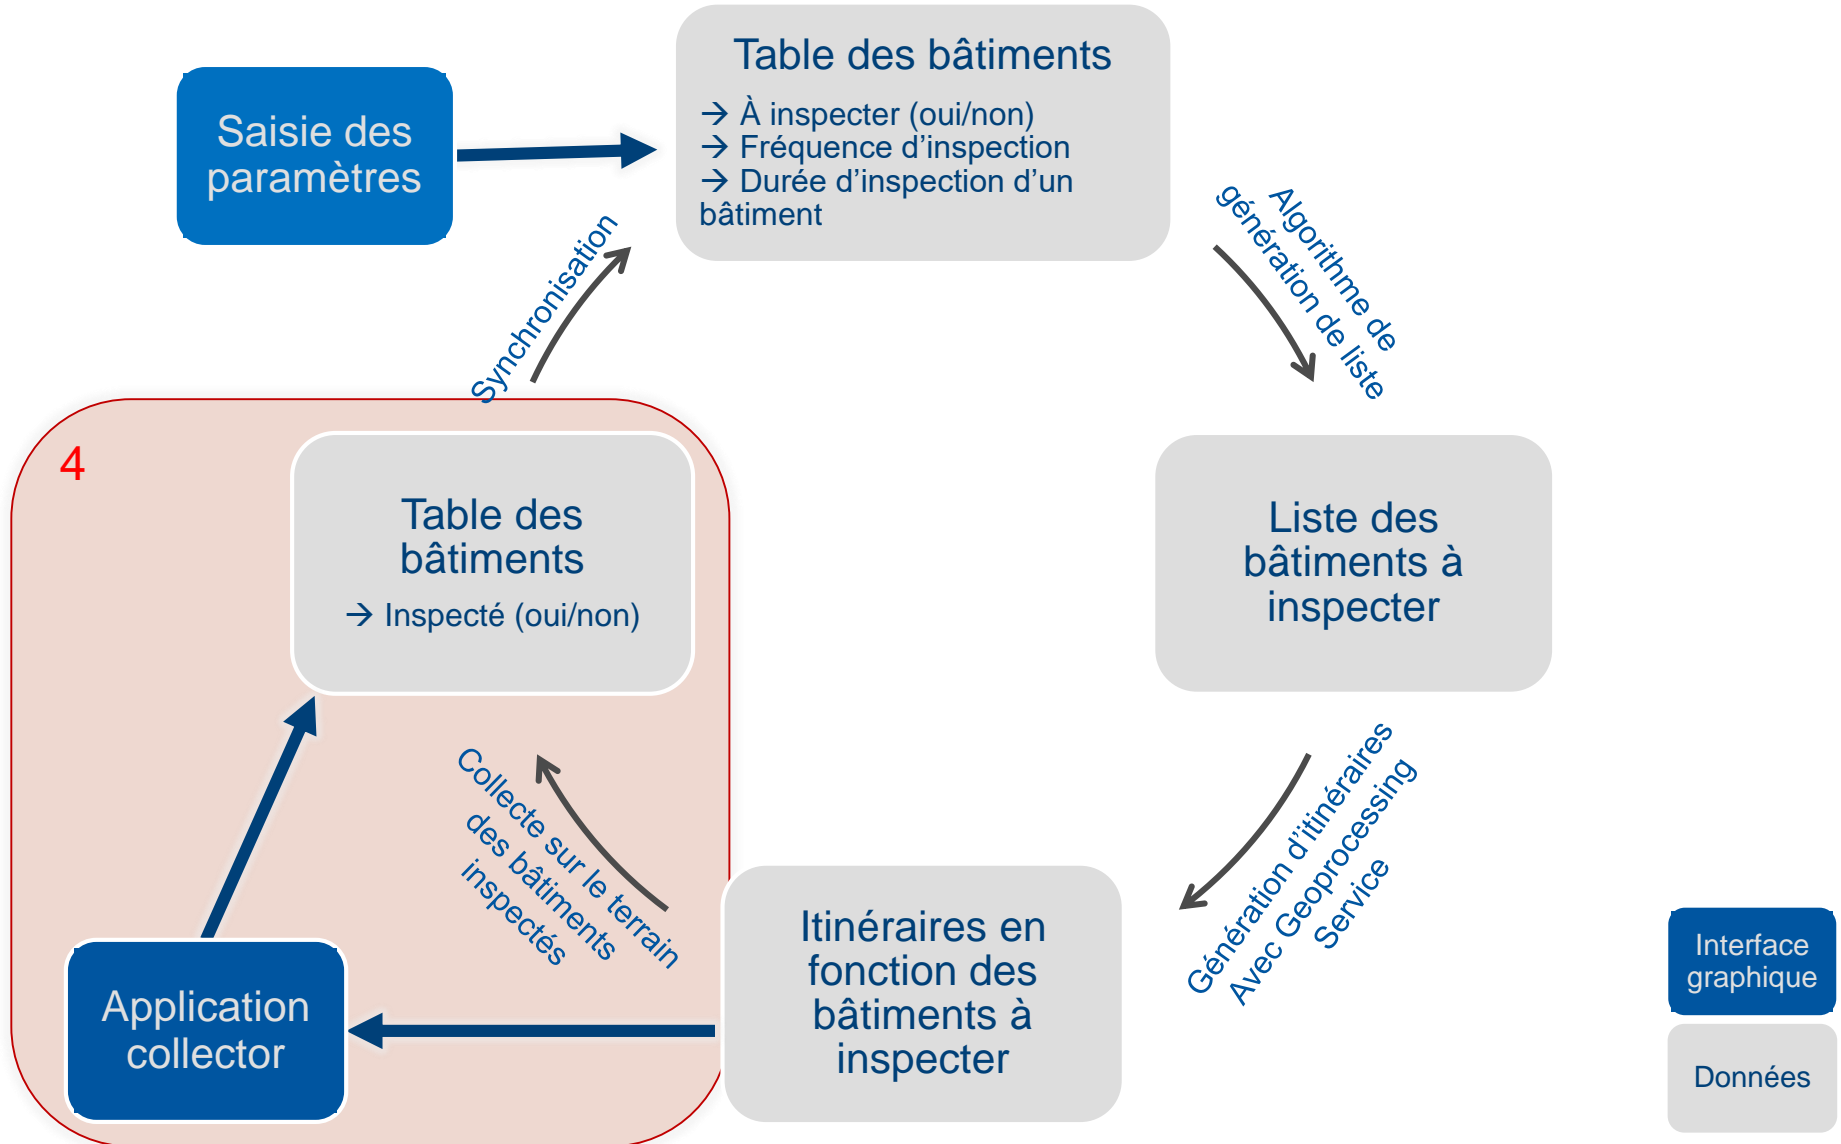 Table des bâtiments
→ À inspecter (oui/non)
→ Fréquence d'inspection
→ Durée d'inspection d'un
bâtiment
Saisie des
paramètres
Synchronisation
Algorithme de
génération de liste
4
Table des
bâtiments
→ Inspecté (oui/non)
Liste des
bâtiments à
inspecter
Collecte sur le terrain
des bâtiments
inspectés
Génération d'itinéraires
Avec Geoprocessing
Service
Application
collector
Itinéraires en
fonction des
bâtiments à
inspecter
Interface
graphique
Données